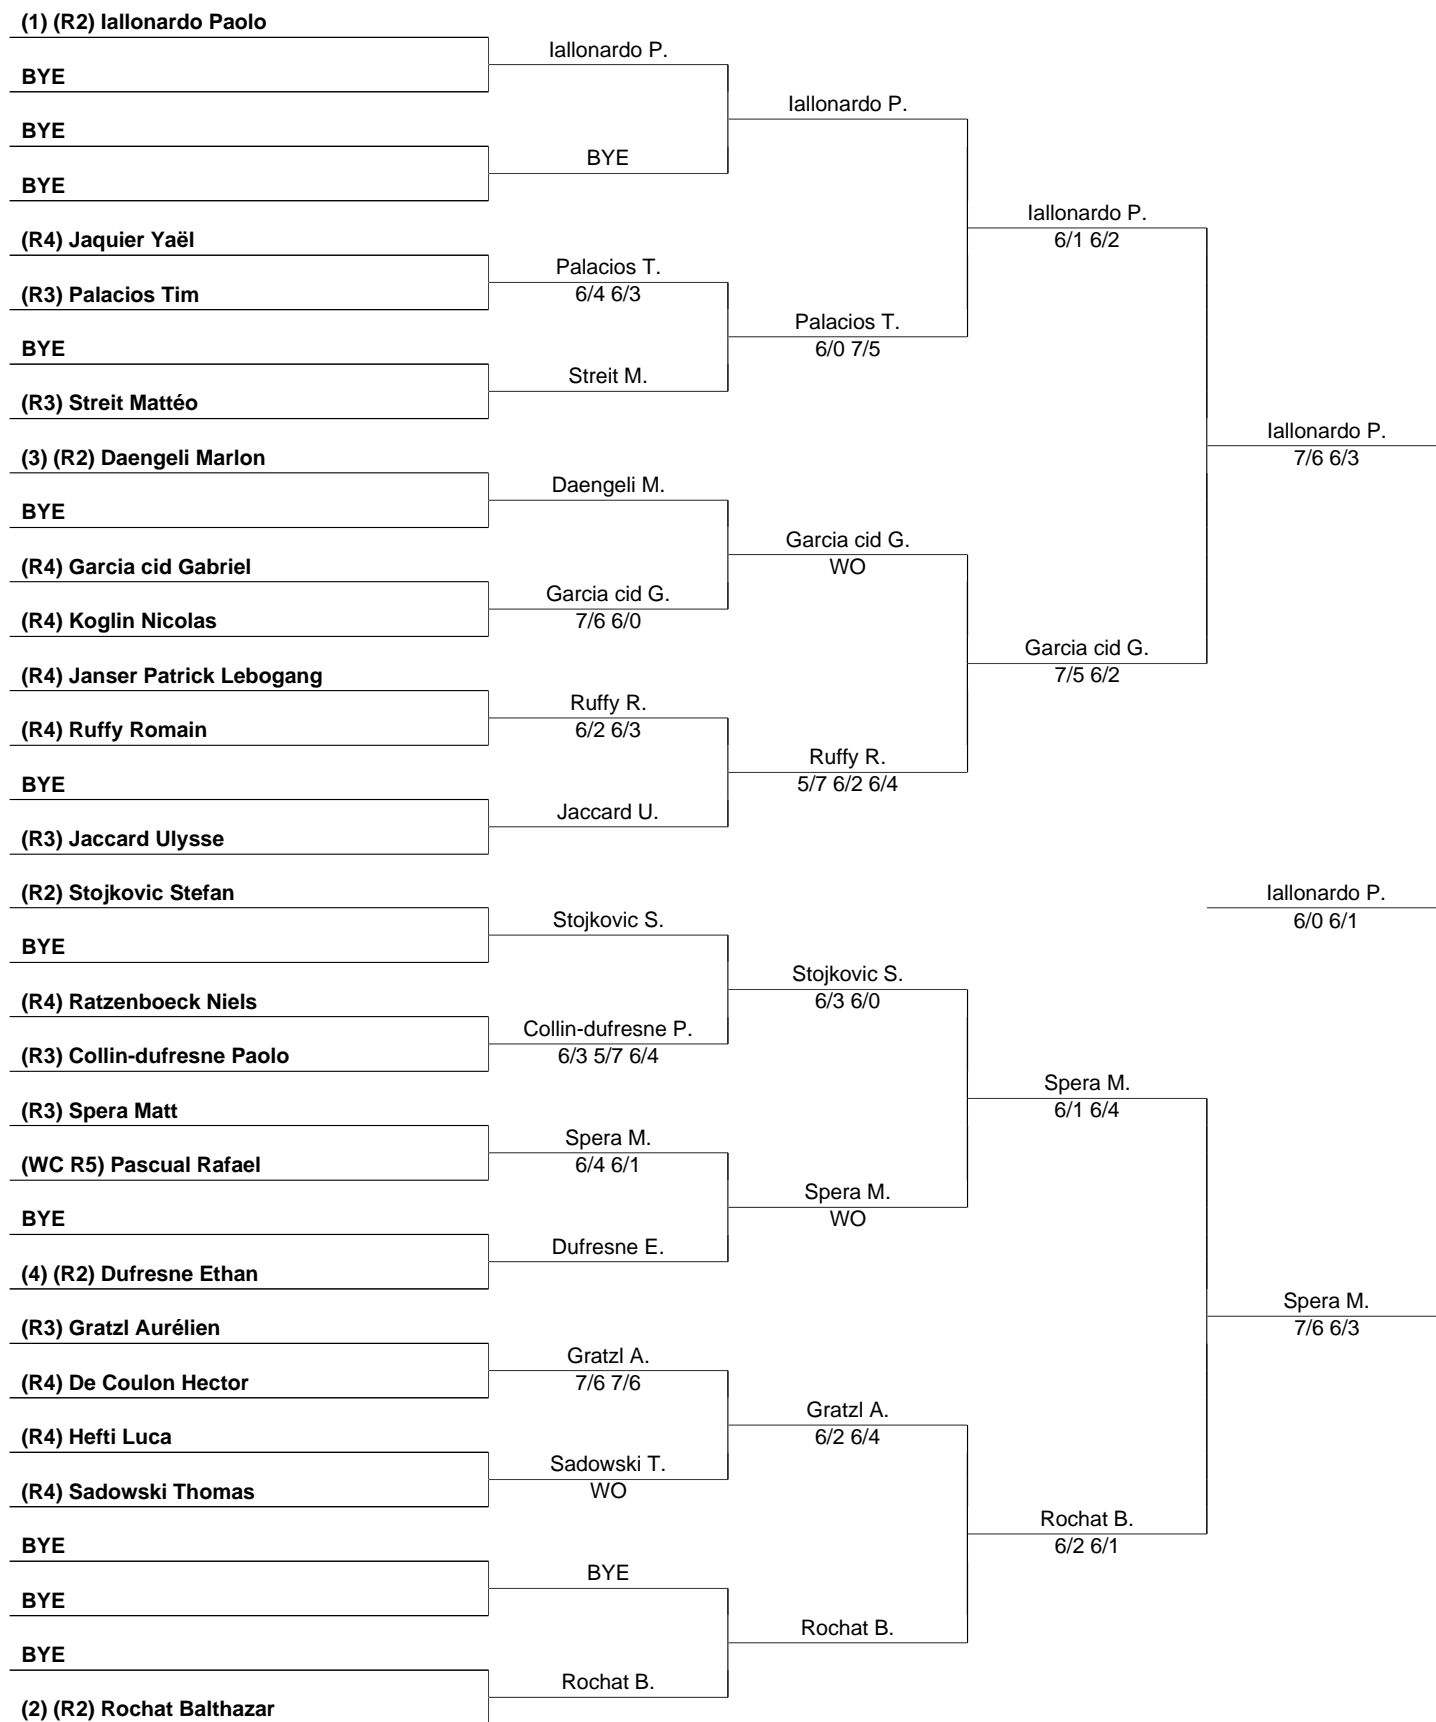 (1) (R2) Iallonardo Paolo
Iallonardo P.
BYE
Iallonardo P.
BYE
BYE
BYE
Iallonardo P.
6/1 6/2
(R4) Jaquier Yaël
Palacios T.
6/4 6/3
(R3) Palacios Tim
Palacios T.
6/0 7/5
BYE
Streit M.
(R3) Streit Mattéo
Iallonardo P.
7/6 6/3
(3) (R2) Daengeli Marlon
Daengeli M.
BYE
Garcia cid G.
WO
(R4) Garcia cid Gabriel
Garcia cid G.
7/6 6/0
(R4) Koglin Nicolas
Garcia cid G.
7/5 6/2
(R4) Janser Patrick Lebogang
Ruffy R.
6/2 6/3
(R4) Ruffy Romain
Ruffy R.
5/7 6/2 6/4
BYE
Jaccard U.
(R3) Jaccard Ulysse
(R2) Stojkovic Stefan
Iallonardo P.
6/0 6/1
Stojkovic S.
BYE
Stojkovic S.
6/3 6/0
(R4) Ratzenboeck Niels
Collin-dufresne P.
6/3 5/7 6/4
(R3) Collin-dufresne Paolo
Spera M.
6/1 6/4
(R3) Spera Matt
Spera M.
6/4 6/1
(WC R5) Pascual Rafael
Spera M.
WO
BYE
Dufresne E.
(4) (R2) Dufresne Ethan
Spera M.
7/6 6/3
(R3) Gratzl Aurélien
Gratzl A.
7/6 7/6
(R4) De Coulon Hector
Gratzl A.
6/2 6/4
(R4) Hefti Luca
Sadowski T.
WO
(R4) Sadowski Thomas
Rochat B.
6/2 6/1
BYE
BYE
BYE
Rochat B.
BYE
Rochat B.
(2) (R2) Rochat Balthazar